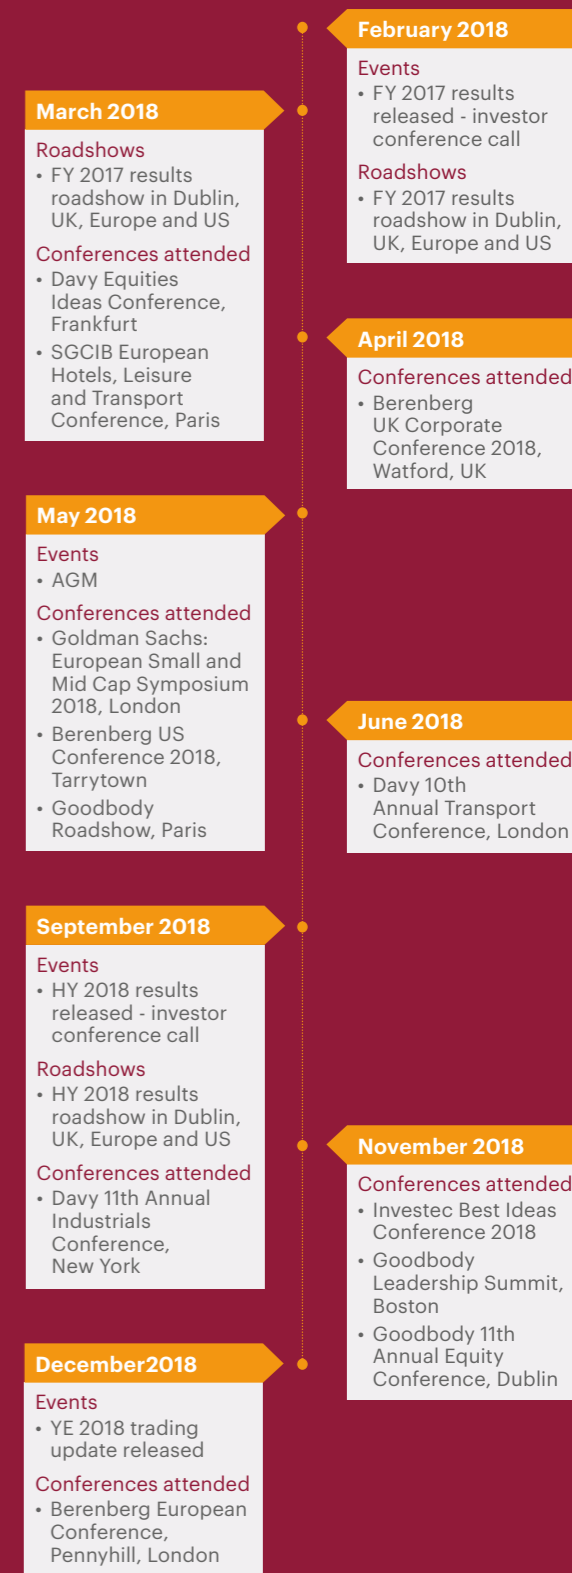 February 2018
Events
• FY 2017 results
released - investor
conference call
Roadshows
• FY 2017 results
roadshow in Dublin,
UK, Europe and US
March 2018
Roadshows
• FY 2017 results
roadshow in Dublin,
UK, Europe and US
Conferences attended
• Davy Equities
Ideas Conference,
Frankfurt
• SGCIB European
Hotels, Leisure
and Transport
Conference, Paris
April 2018
Conferences attended
• Berenberg
UK Corporate
Conference 2018,
Watford, UK
May 2018
Events
• AGM
Conferences attended
• Goldman Sachs:
European Small and
Mid Cap Symposium
2018, London
• Berenberg US
Conference 2018,
Tarrytown
• Goodbody
Roadshow, Paris
June 2018
Conferences attended
• Davy 10th
Annual Transport
Conference, London
September 2018
Events
• HY 2018 results
released - investor
conference call
Roadshows
• HY 2018 results
roadshow in Dublin,
UK, Europe and US
Conferences attended
• Davy 11th Annual
Industrials
Conference,
New York
November 2018
Conferences attended
• Investec Best Ideas
Conference 2018
• Goodbody
Leadership Summit,
Boston
• Goodbody 11th
Annual Equity
Conference, Dublin
December2018
Events
• YE 2018 trading
update released
Conferences attended
• Berenberg European
Conference,
Pennyhill, London